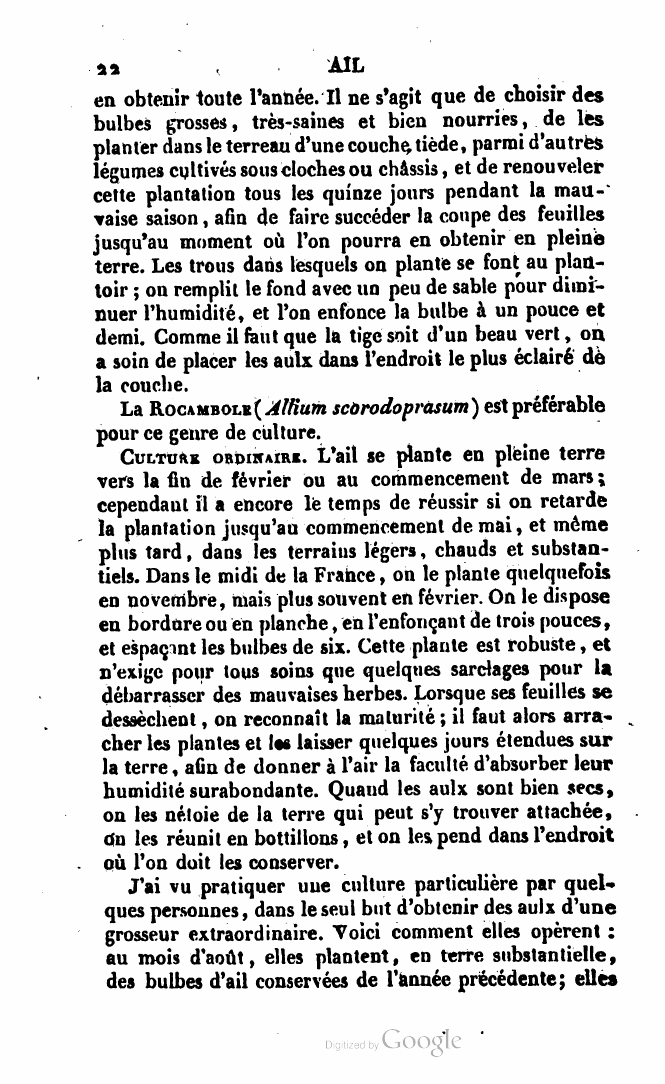 22 AIL
en obtenir toute l'année. Il ne s'agit que de choisir des
bulbes grosses, très-saines et bien nourries, de les
planter dans le terreau d'une couche tiède, parmi d'autres
légumes cultivés sous cloches ou châssis, et de renouveler
cette plantation tous les quinze jours pendant la mau-
vaise saison, afin de faire succéder la coupe des feuilles
jusqu'au moment où l'on pourra en obtenir en pleine
terre. Les trous dans lesquels on plante se font au plan-
toir; on remplit le fond avec un peu de sable pour dimi-
nuer l'humidité, et l'on enfonce la bulbe à un pouce et
demi. Comme il faut que la tige soit d'un beau vert, on
a soin de placer les aulx dans l'endroit le plus éclairé de
la couche.
La ROCAMBOLE (Allium scorodoprasum) est préférable
pour ce genre de culture.
CULTURE ORDINAIRE. L'ail se plante en pleine terre
vers la fin de février ou au commencement de mars;
cependant il a encore le temps de réussir si on retarde
la plantation jusqu'au commencement de mai, et même
plus tard, dans les terrains légers, chauds et substan-
tiels. Dans le midi de la France, on le plante quelquefois
en novembre, mais plus souvent en février. On le dispose
en bordure ou en planche, en l'enfonçant de trois pouces,
et espaçant les bulbes de six. Cette plante est robuste, et
n'exige pour tous soins que quelques sarclages pour la
débarrasser des mauvaises herbes. Lorsque ses feuilles se
dessèchent, on reconnaît la maturité; il faut alors arra-
cher les plantes et les laisser quelques jours étendues sur
la terre, afin de donner à l'air la faculté d'absorber leur
humidité surabondante. Quand les aulx sont bien secs,
on les nétoie de la terre qui peut s'y trouver attachée,
on les réunit en bottillons, et on les pend dans l'endroit
où l'on doit les conserver.
J'ai vu pratiquer une culture particulière par quel-
ques personnes, dans le seul but d'obtenir des aulx d'une
grosseur extraordinaire. Voici comment elles opèrent:
au mois d'août, elles plantent, en terre substantielle,
des bulbes d'ail conservées de l'année précédente; elles
Digitized by Google